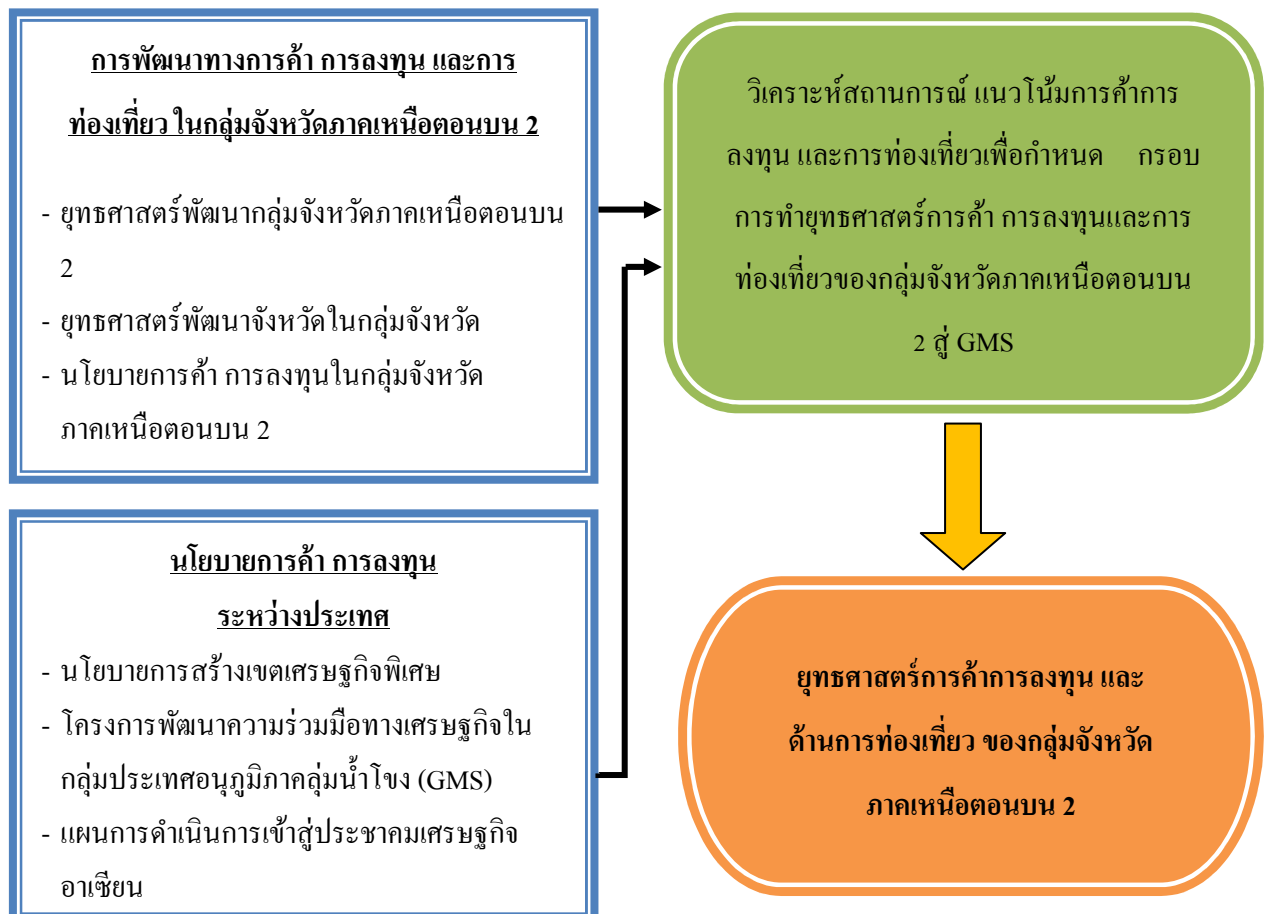 การพัฒนาทางการค้า การลงทุน และการ
ท่องเที่ยว ในกลุ่มจังหวัดภาคเหนือตอนบน 2
- ยุทธศาสตร์พัฒนากลุ่มจังหวัดภาคเหนือตอนบน
2
- ยุทธศาสตร์พัฒนาจังหวัดในกลุ่มจังหวัด
- นโยบายการค้า การลงทุนในกลุ่มจังหวัด
ภาคเหนือตอนบน 2
นโยบายการค้า การลงทุน
ระหว่างประเทศ
- นโยบายการสร้างเขตเศรษฐกิจพิเศษ
- โครงการพัฒนาความร่วมมือทางเศรษฐกิจใน
กลุ่มประเทศอนุภูมิภาคลุ่มน้ำโขง (GMS)
- แผนการดำเนินการเข้าสู่ประชาคมเศรษฐกิจ
อาเซียน
วิเคราะห์สถานการณ์ แนวโน้มการค้าการ
ลงทุน และการท่องเที่ยวเพื่อกำหนด กรอบ
การทำยุทธศาสตร์การค้า การลงทุนและการ
ท่องเที่ยวของกลุ่มจังหวัดภาคเหนือตอนบน
2 สู่ GMS
ยุทธศาสตร์การค้าการลงทุน และ
ด้านการท่องเที่ยว ของกลุ่มจังหวัด
ภาคเหนือตอนบน 2